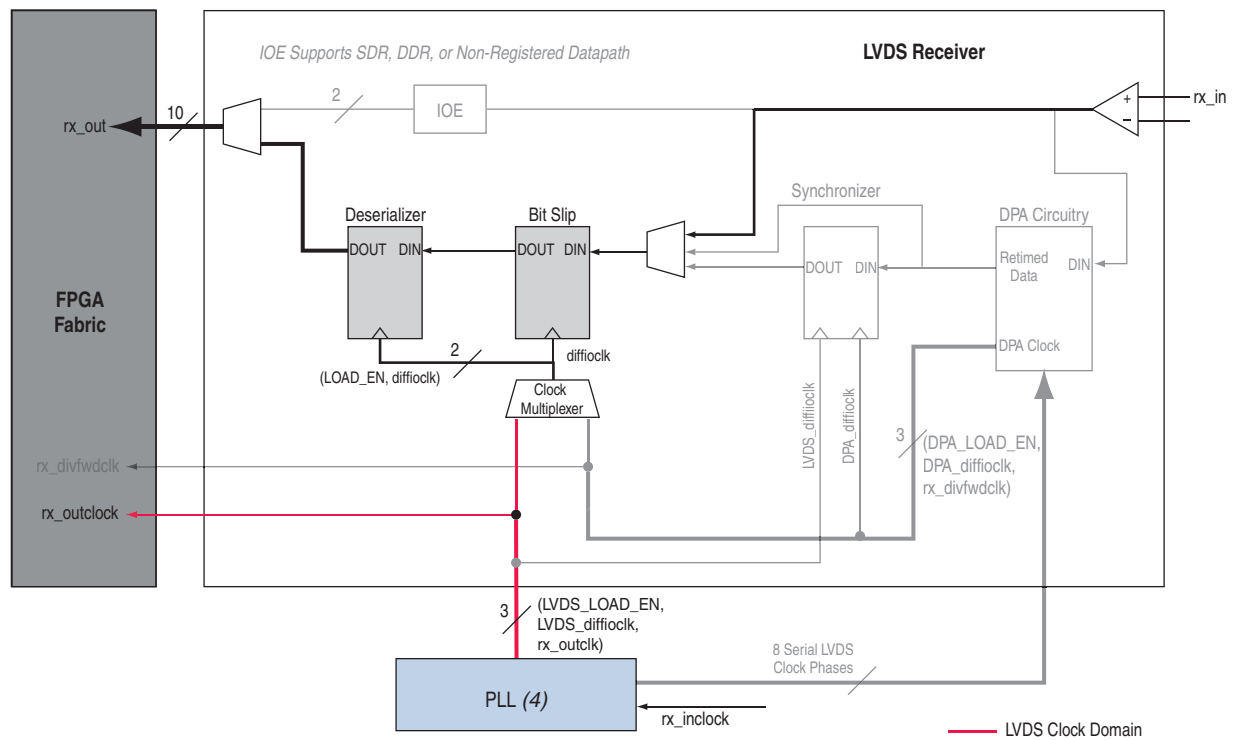 IOE Supports SDR, DDR, or Non-Registered Datapath
LVDS Receiver
2
IOE
+
–
rx_in
10
rx_out
Synchronizer
Deserializer
Bit Slip
DPA Circuitry
DOUT DIN
DOUT DIN
DOUT DIN
Retimed
Data
DIN
DPA Clock
FPGA
Fabric
2
diffioclk
(LOAD_EN, diffioclk)
Clock
Multiplexer
LVDS_diffiioclk
DPA_diffioclk
3
(DPA_LOAD_EN,
DPA_diffioclk,
rx_divfwdclk)
rx_divfwdclk
rx_outclock
3
(LVDS_LOAD_EN,
LVDS_diffioclk,
rx_outclk)
8 Serial LVDS
Clock Phases
PLL (4)
rx_inclock
LVDS Clock Domain